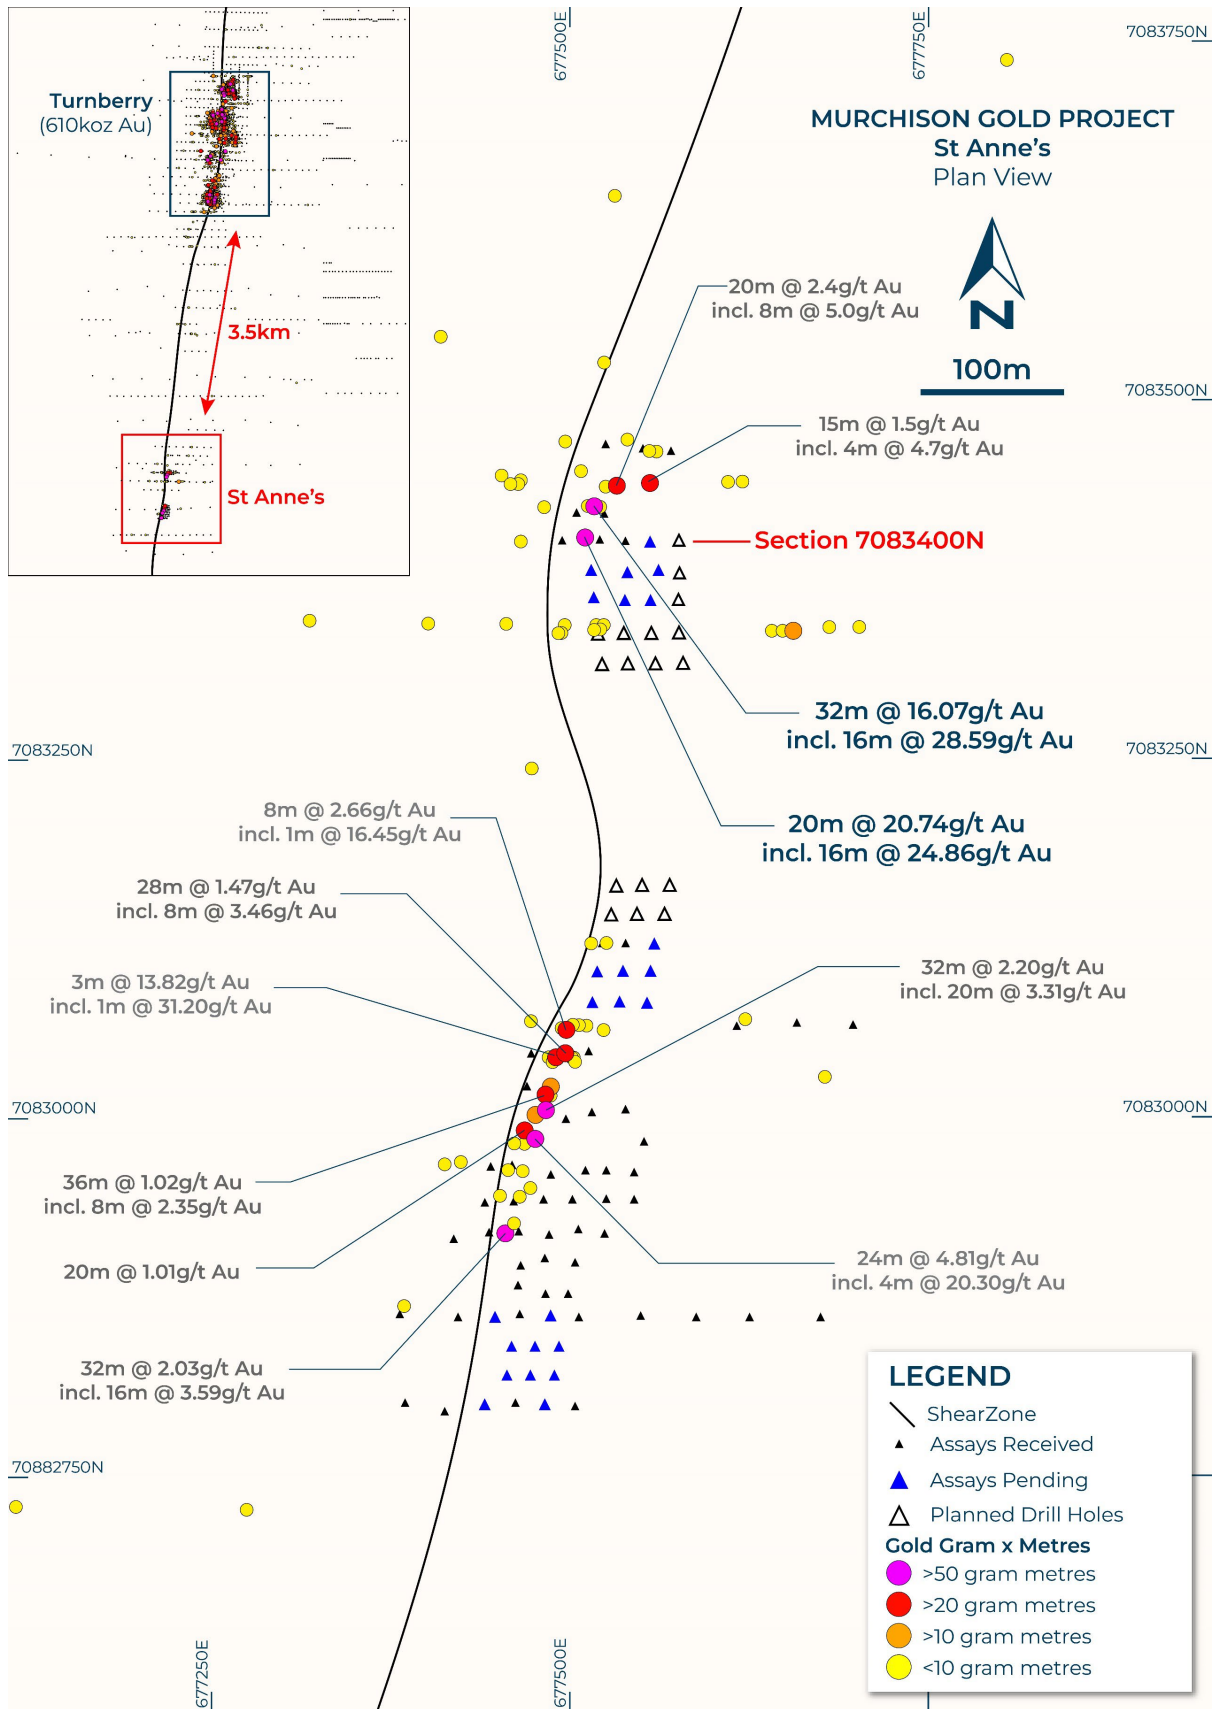 677500E
677750E
7083750N
Turnberry
(610koz Au)
3.5km
St Anne's
MURCHISON GOLD PROJECT
St Anne's
Plan View
N
100m
20m @ 2.4g/t Au
incl. 8m @ 5.0g/t Au
7083500N
15m @ 1.5g/t Au
incl. 4m @ 4.7g/t Au
Section 7083400N
32m @ 16.07g/t Au
incl. 16m @ 28.59g/t Au
7083250N
7083250N
20m @ 20.74g/t Au
incl. 16m @ 24.86g/t Au
8m @ 2.66g/t Au
incl. 1m @ 16.45g/t Au
28m @ 1.47g/t Au
incl. 8m @ 3.46g/t Au
3m @ 13.82g/t Au
incl. 1m @ 31.20g/t Au
32m @ 2.20g/t Au
incl. 20m @ 3.31g/t Au
7083000N
7083000N
36m @ 1.02g/t Au
incl. 8m @ 2.35g/t Au
20m @ 1.01g/t Au
24m @ 4.81g/t Au
incl. 4m @ 20.30g/t Au
32m @ 2.03g/t Au
incl. 16m @ 3.59g/t Au
70882750N
LEGEND
ShearZone
Assays Received
Assays Pending
Planned Drill Holes
Gold Gram x Metres
>50 gram metres
>20 gram metres
>10 gram metres
<10 gram metres
677250E
677500E